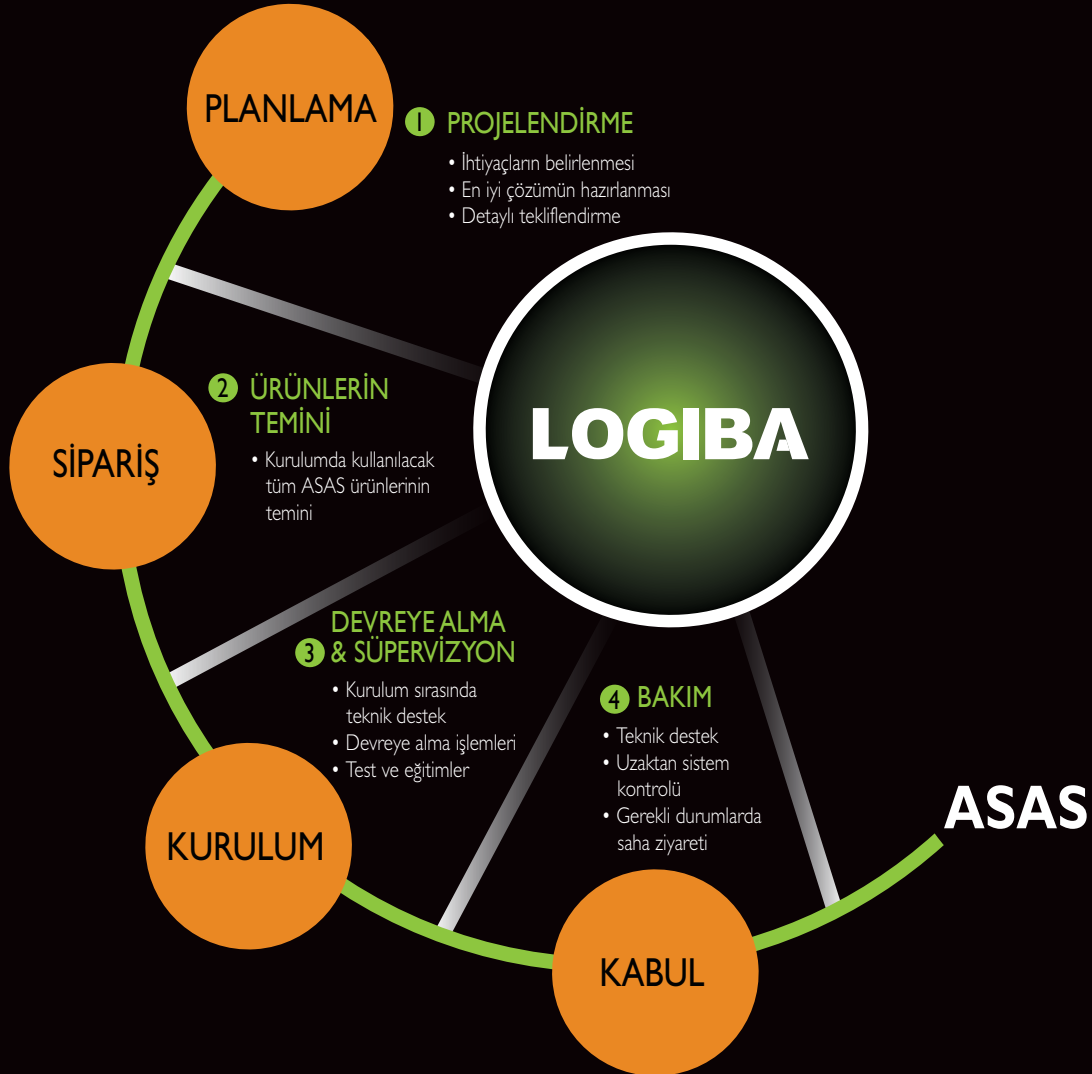 PLANLAMA
1 PROJELENDİRME
• İhtiyaçların belirlenmesi
• En iyi çözümün hazırlanması
• Detaylı tekliflendirme
LOGIBA
SİPARİŞ
2 ÜRÜNLERİN
TEMİNİ
• Kurulumda kullanılacak
tüm ASAS ürünlerinin
temini
3 DEVREYE ALMA
& SÜPERVİZYON
• Kurulum sırasında
teknik destek
• Devreye alma işlemleri
• Test ve eğitimler
KURULUM
4 BAKIM
• Teknik destek
• Uzaktan sistem
kontrolü
• Gerekli durumlarda
saha ziyareti
KABUL
ASAS